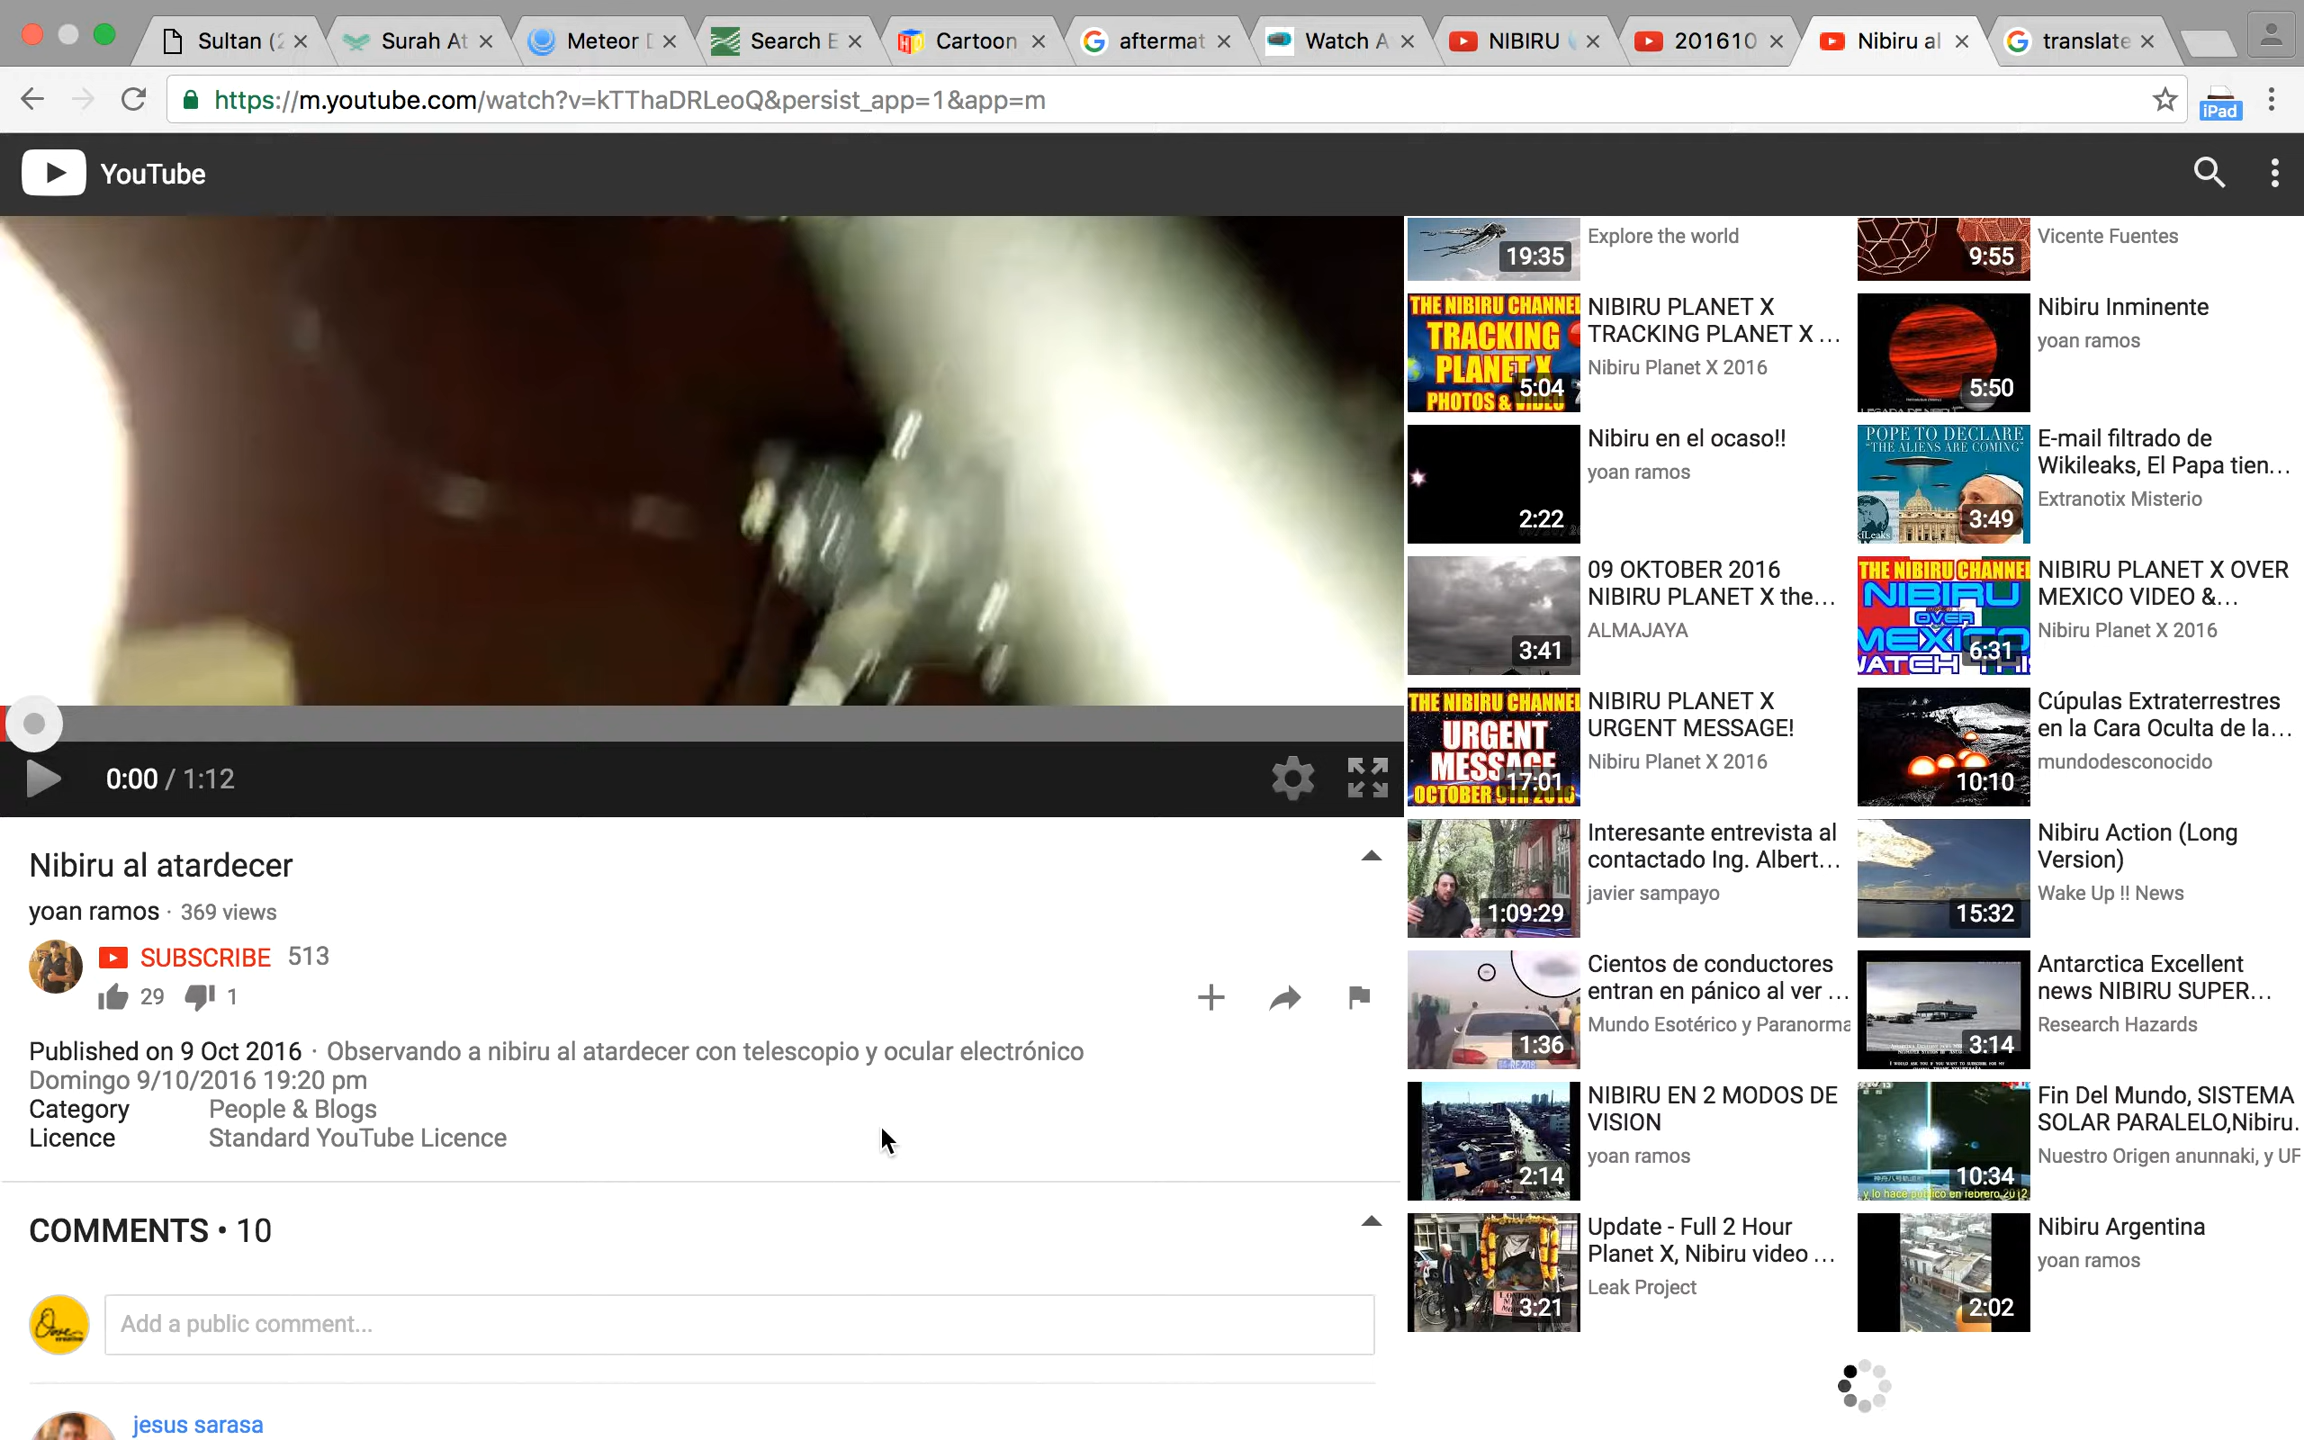 Sultan (2
Surah At
Meteor D
Search E
Cartoon
aftermat
Watch A
NIBIRU
201610
Nibiru al
translate
https://m.youtube.com/watch?v=kTThaDRLeoQ&persist_app=1&app=m
iPad
YouTube
0:00 / 1:12
Nibiru al atardecer
yoan ramos · 369 views
SUBSCRIBE 513
29
1
Published on 9 Oct 2016 · Observando a nibiru al atardecer con telescopio y ocular electrónico
Domingo 9/10/2016 19:20 pm
Category People & Blogs
Licence Standard YouTube Licence
COMMENTS • 10
Add a public comment...
jesus sarasa
19:35
Explore the world
THE NIBIRU CHANNEL
TRACKING
PLANET X
PHOTOS & VIDEO
5:04
NIBIRU PLANET X
TRACKING PLANET X ...
Nibiru Planet X 2016
2:22
Nibiru en el ocaso!!
yoan ramos
3:41
09 OKTOBER 2016
NIBIRU PLANET X the...
ALMAJAYA
THE NIBIRU CHANNEL
URGENT
MESSAGE
OCTOBER 9TH 2016
17:01
NIBIRU PLANET X
URGENT MESSAGE!
Nibiru Planet X 2016
1:09:29
Interesante entrevista al
contactado Ing. Albert...
javier sampayo
1:36
Cientos de conductores
entran en pánico al ver ...
Mundo Esotérico y Paranorma
2:14
NIBIRU EN 2 MODOS DE
VISION
yoan ramos
3:21
Update - Full 2 Hour
Planet X, Nibiru video ...
Leak Project
9:55
Vicente Fuentes
5:50
Nibiru Inminente
yoan ramos
POPE TO DECLARE
"THE ALIENS ARE COMING"
3:49
E-mail filtrado de
Wikileaks, El Papa tien...
Extranotix Misterio
THE NIBIRU CHANNEL
NIBIRU
OVER
MEXICO
WATCH THI
6:31
NIBIRU PLANET X OVER
MEXICO VIDEO &...
Nibiru Planet X 2016
10:10
Cúpulas Extraterrestres
en la Cara Oculta de la...
mundodesconocido
15:32
Nibiru Action (Long
Version)
Wake Up !! News
3:14
Antarctica Excellent
news NIBIRU SUPER...
Research Hazards
10:34
y lo hace público en febrero 2012
Fin Del Mundo, SISTEMA
SOLAR PARALELO,Nibiru.
Nuestro Origen anunnaki, y UF
2:02
Nibiru Argentina
yoan ramos